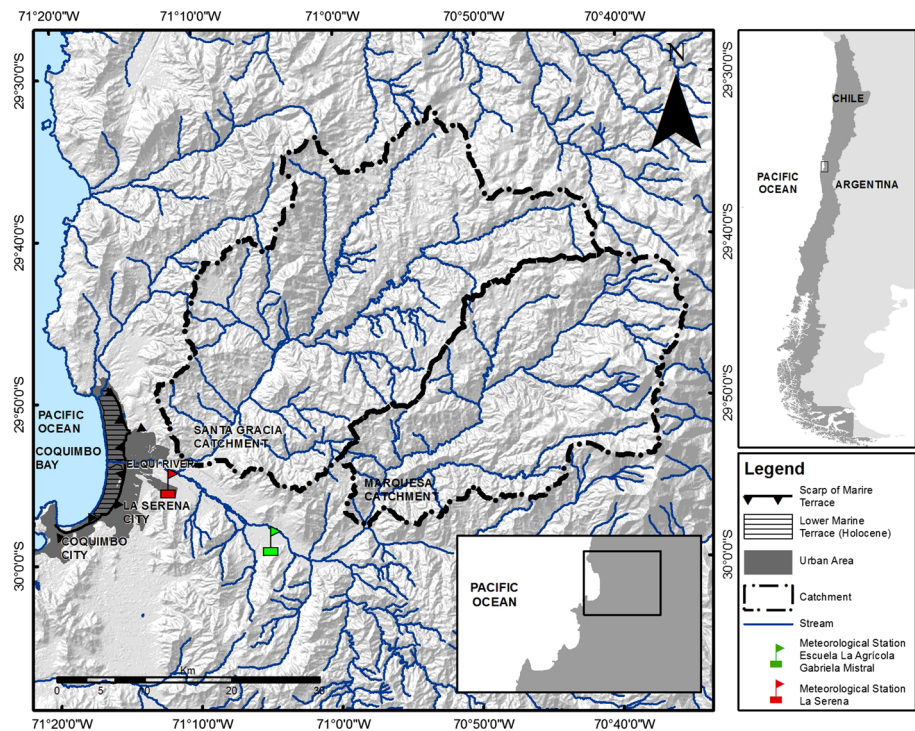 71°20'0"W 71°10'0"W 71°00'0"W 70°50'0"W 70°40'0"W
N
29°30'0"S
29°40'0"S
29°50'0"S
30°0'0"S
29°30'0"S
29°40'0"S
29°50'0"S
30°0'0"S
PACIFIC
OCEAN
COQUIMBO
BAY
SANTA GRACIA
CATCHMENT
ELQUI RIVER
MARQUESA
CATCHMENT
LA SERENA
CITY
COQUIMBO
CITY
PACIFIC
OCEAN
Km
0 5 10 20 30
71°20'0"W 71°10'0"W 71°00'0"W 70°50'0"W 70°40'0"W
CHILE
PACIFIC
OCEAN
ARGENTINA
Legend
Scarp of Marire
Terrace
Lower Marine
Terrace (Holocene)
Urban Area
Catchment
Stream
Meteorological Station
Escuela La Agrícola
Gabriela Mistral
Meteorological Station
La Serena